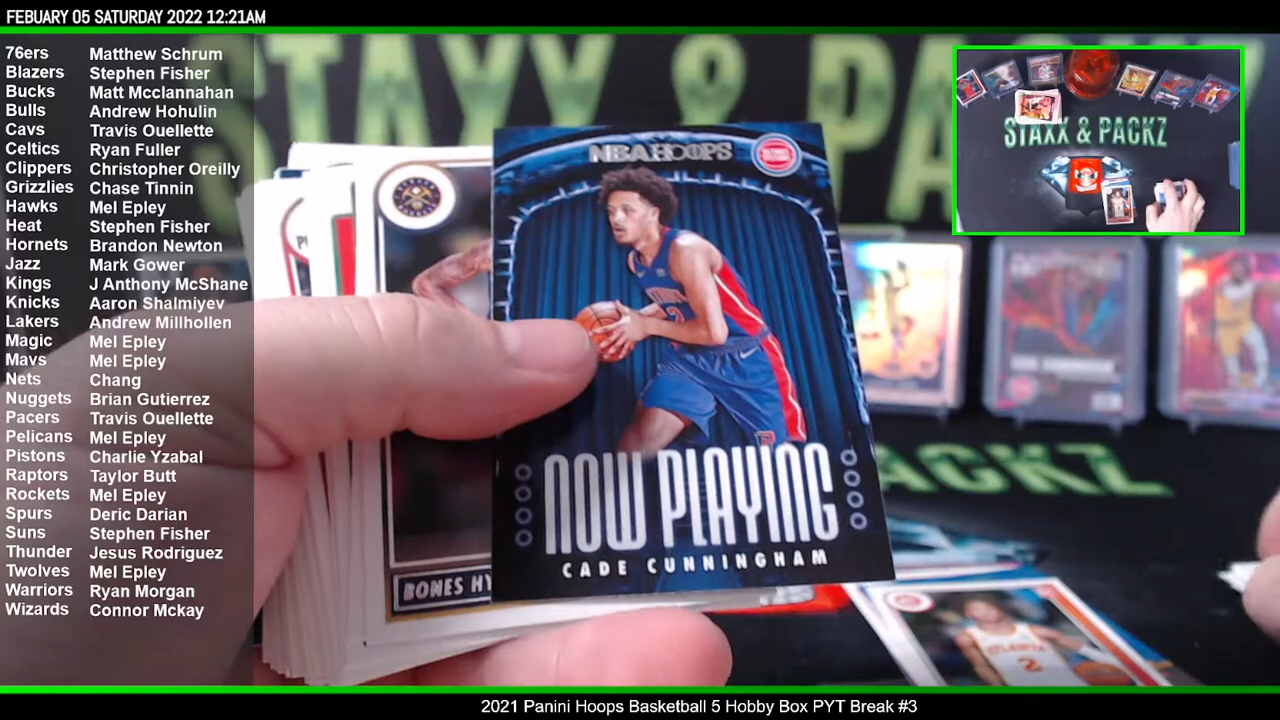 FEBUARY 05 SATURDAY 2022 12:21AM
76ers Matthew Schrum
Blazers Stephen Fisher
Bucks Matt Mcclannahan
Bulls Andrew Hohulin
Cavs Travis Ouellette
Celtics Ryan Fuller
Clippers Christopher Oreilly
Grizzlies Chase Tinnin
Hawks Mel Epley
Heat Stephen Fisher
Hornets Brandon Newton
Jazz Mark Gower
Kings J Anthony McShane
Knicks Aaron Shalmiyev
Lakers Andrew Millhollen
Magic Mel Epley
Mavs Mel Epley
Nets Chang
Nuggets Brian Gutierrez
Pacers Travis Ouellette
Pelicans Mel Epley
Pistons Charlie Yzabal
Raptors Taylor Butt
Rockets Mel Epley
Spurs Deric Darian
Suns Stephen Fisher
Thunder Jesus Rodriguez
Twolves Mel Epley
Warriors Ryan Morgan
Wizards Connor Mckay
STAXX & PA
NBA HOOPS
NOW PLAYING
CADE CUNNINGHAM
BONES HY
ACKZ
ATLANTA
2
STAXX & PACKZ
2021 Panini Hoops Basketball 5 Hobby Box PYT Break #3